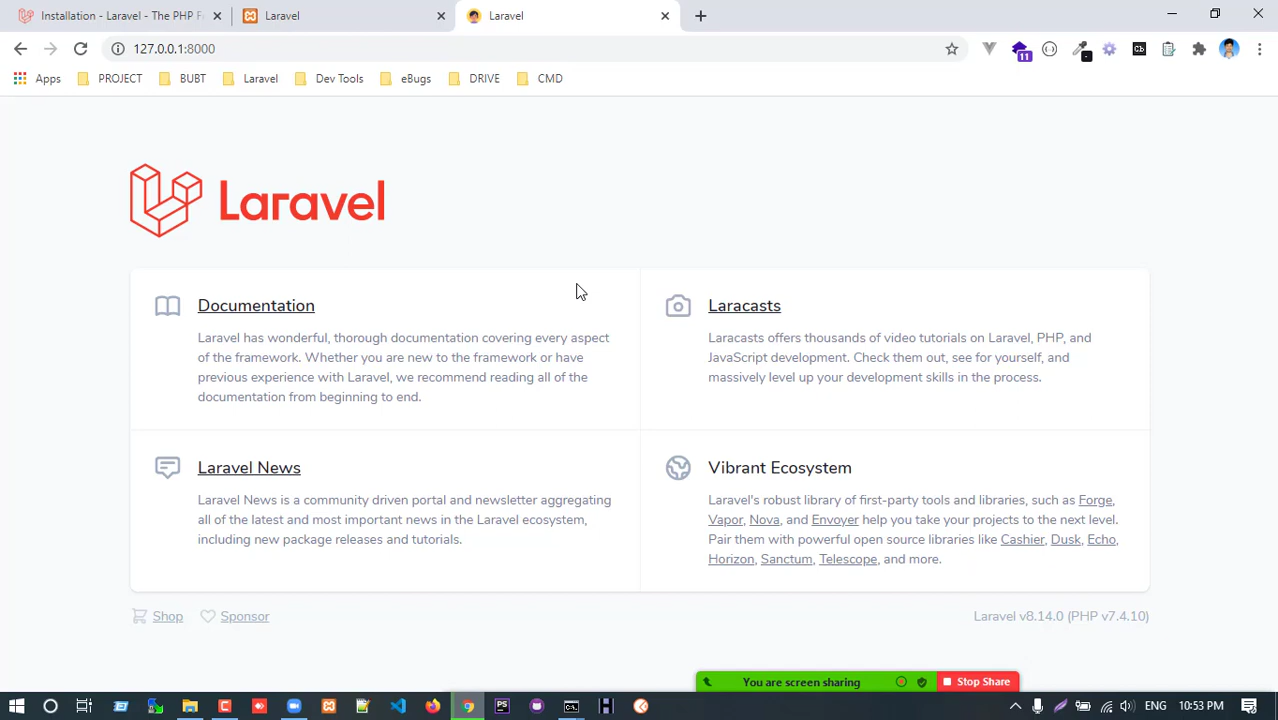 Installation - Laravel - The PHP F
Laravel
Laravel
127.0.0.1:8000
11
Cb
Apps
PROJECT
BUBT
Laravel
Dev Tools
eBugs
DRIVE
CMD
Laravel
Documentation
Laravel has wonderful, thorough documentation covering every aspect
of the framework. Whether you are new to the framework or have
previous experience with Laravel, we recommend reading all of the
documentation from beginning to end.
Laracasts
Laracasts offers thousands of video tutorials on Laravel, PHP, and
JavaScript development. Check them out, see for yourself, and
massively level up your development skills in the process.
Laravel News
Laravel News is a community driven portal and newsletter aggregating
all of the latest and most important news in the Laravel ecosystem,
including new package releases and tutorials.
Vibrant Ecosystem
Laravel's robust library of first-party tools and libraries, such as Forge,
Vapor, Nova, and Envoyer help you take your projects to the next level.
Pair them with powerful open source libraries like Cashier, Dusk, Echo,
Horizon, Sanctum, Telescope, and more.
Shop
Sponsor
Laravel v8.14.0 (PHP v7.4.10)
You are screen sharing
Stop Share
PS
ENG
10:53 PM